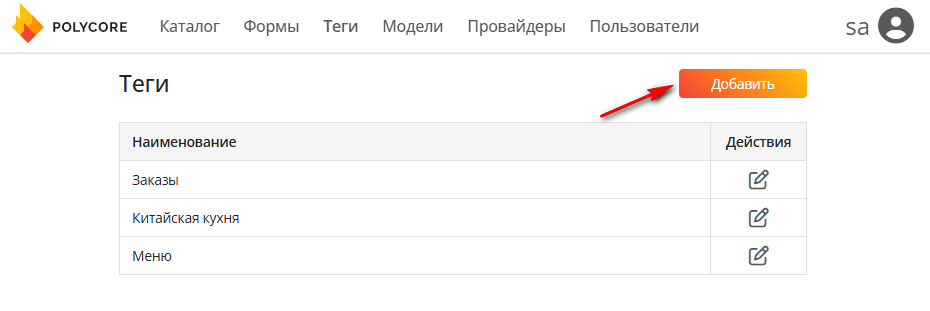 POLYCORE Каталог Формы Теги Модели Провайдеры Пользователи sa
Теги Добавить
Наименование Действия
Заказы
Китайская кухня
Меню